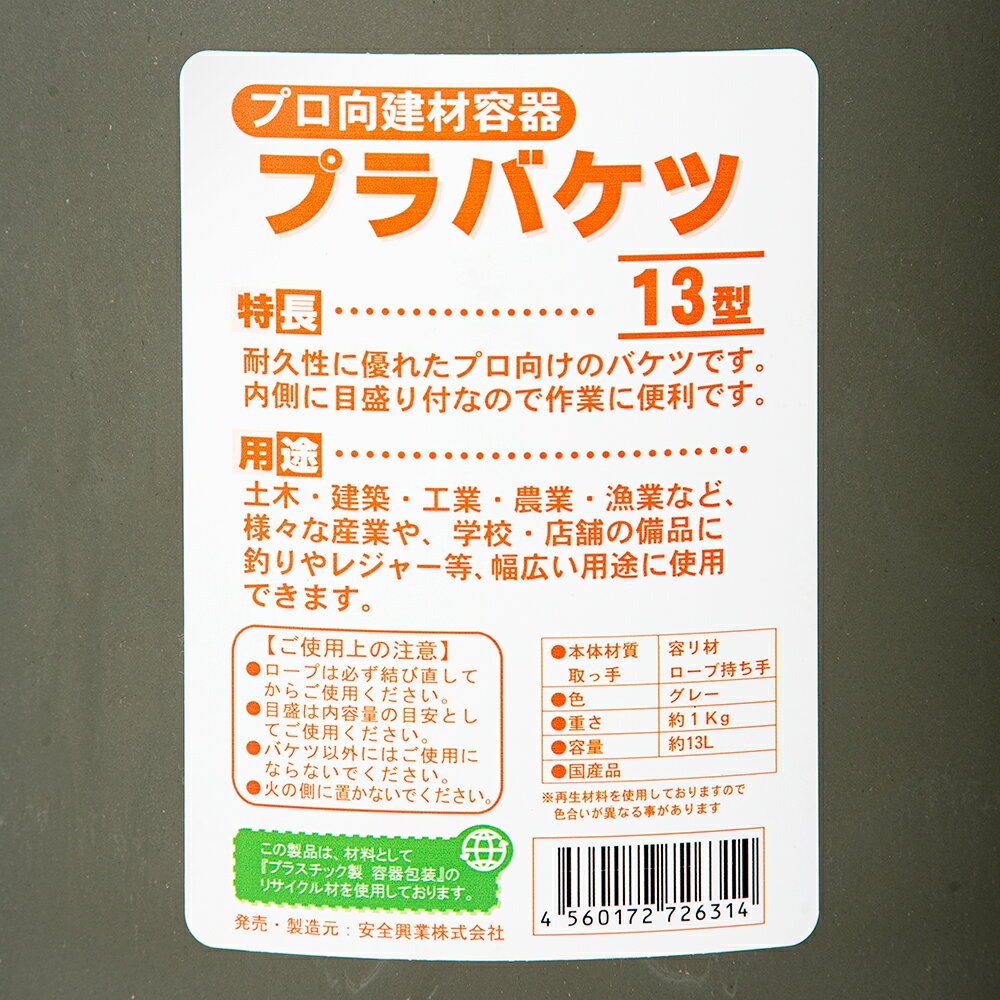 プロ向建材容器
プラバケツ
13型
特長
耐久性に優れたプロ向けのバケツです。
内側に目盛り付なので作業に便利です。
用途
土木・建築・工業・農業・漁業など、
様々な産業や、学校・店舗の備品に
釣りやレジャー等、幅広い用途に使用
できます。
【ご使用上の注意】
●ロープは必ず結び直して
からご使用ください。
●目盛は内容量の目安とし
てご使用ください。
●バケツ以外にはご使用に
ならないでください。
●火の側に置かないでください。
●本体材質 容リ材
取っ手 ロープ持ち手
●色 グレー
●重さ 約1Kg
●容量 約13L
●国産品
※再生材料を使用しておりますので
色合いが異なる事があります
この製品は、材料として
『プラスチック製 容器包装』の
リサイクル材を使用しております。
発売・製造元:安全興業株式会社
4 560172 726314